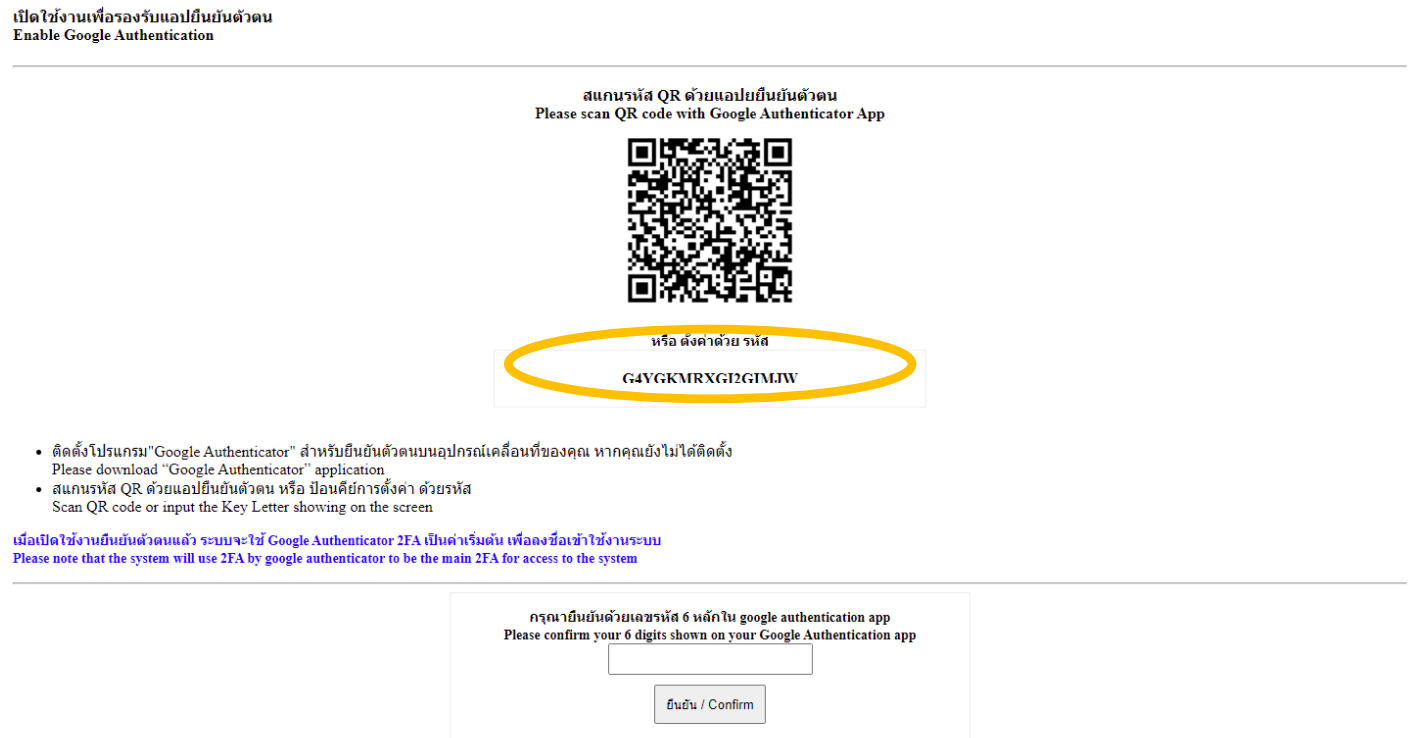 เปิดใช้งานเพื่อรองรับแอปยืนยันตัวตน
Enable Google Authentication
สแกนรหัส QR ด้วยแอปยยืนยันตัวตน
Please scan QR code with Google Authenticator App
หรือ ตั้งค่าด้วย รหัส
G4YGKMRXGI2GIMJW
ติดตั้งโปรแกรม"Google Authenticator" สำหรับยืนยันตัวตนบนอุปกรณ์เคลื่อนที่ของคุณ หากคุณยังไม่ได้ติดตั้ง
Please download “Google Authenticator” application
สแกนรหัส QR ด้วยแอปยืนยันตัวตน หรือ ป้อนคีย์การตั้งค่า ด้วยรหัส
Scan QR code or input the Key Letter showing on the screen
เมื่อเปิดใช้งานยืนยันตัวตนแล้ว ระบบจะใช้ Google Authenticator 2FA เป็นค่าเริ่มต้น เพื่อลงชื่อเข้าใช้งานระบบ
Please note that the system will use 2FA by google authenticator to be the main 2FA for access to the system
กรุณายืนยันด้วยเลขรหัส 6 หลักใน google authentication app
Please confirm your 6 digits shown on your Google Authentication app
ยืนยัน / Confirm